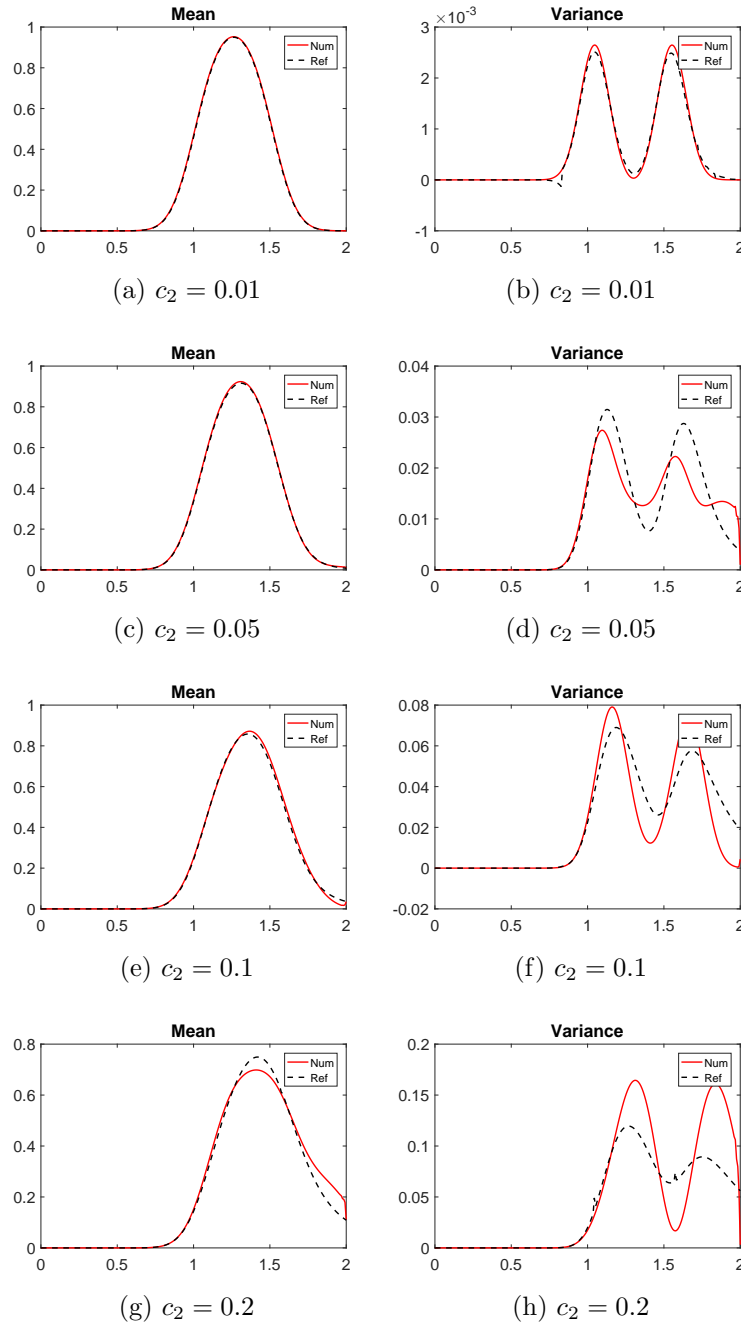 Mean
Num
Ref
1
0.8
0.6
0.4
0.2
0
0 0.5 1 1.5 2
(a) c₂ = 0.01
×10⁻³
Variance
Num
Ref
3
2
1
0
-1
0 0.5 1 1.5 2
(b) c₂ = 0.01
Mean
Num
Ref
1
0.8
0.6
0.4
0.2
0
0 0.5 1 1.5 2
(c) c₂ = 0.05
Variance
Num
Ref
0.04
0.03
0.02
0.01
0
0 0.5 1 1.5 2
(d) c₂ = 0.05
Mean
Num
Ref
1
0.8
0.6
0.4
0.2
0
0 0.5 1 1.5 2
(e) c₂ = 0.1
Variance
Num
Ref
0.08
0.06
0.04
0.02
0
-0.02
0 0.5 1 1.5 2
(f) c₂ = 0.1
Mean
Num
Ref
0.8
0.6
0.4
0.2
0
0 0.5 1 1.5 2
(g) c₂ = 0.2
Variance
Num
Ref
0.2
0.15
0.1
0.05
0
0 0.5 1 1.5 2
(h) c₂ = 0.2